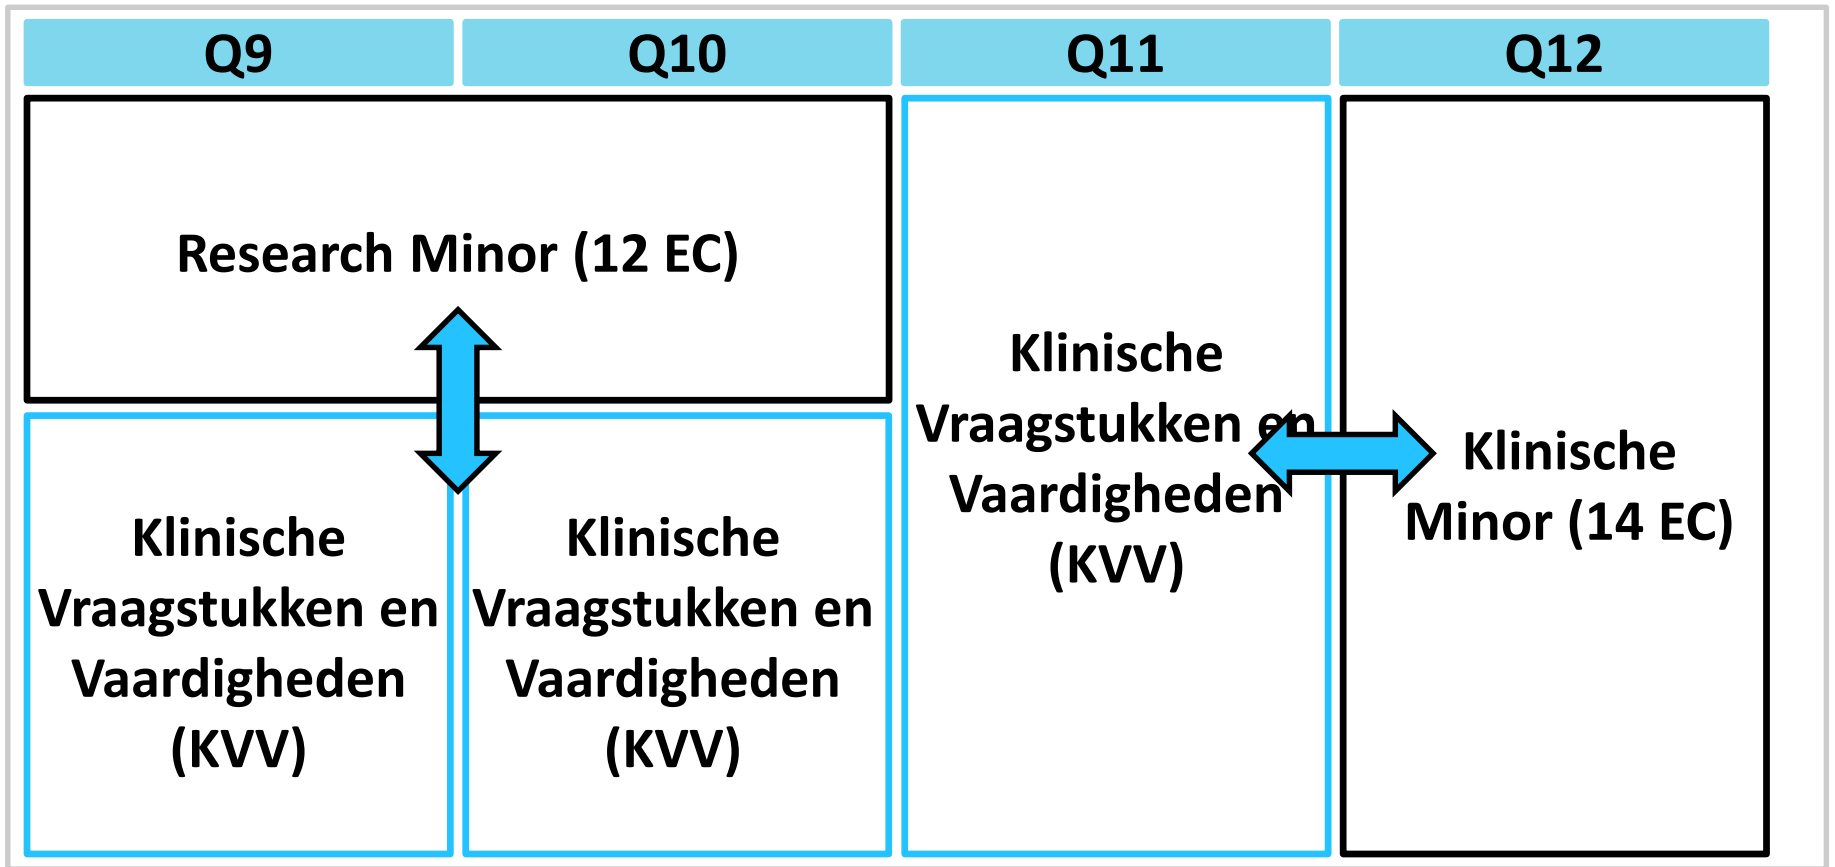 Q9
Q10
Q11
Q12
Research Minor (12 EC)
Klinische
Vraagstukken en
Vaardigheden
(KVV)
Klinische
Vraagstukken en
Vaardigheden
(KVV)
Klinische
Vraagstukken en
Vaardigheden
(KVV)
Klinische
Minor (14 EC)